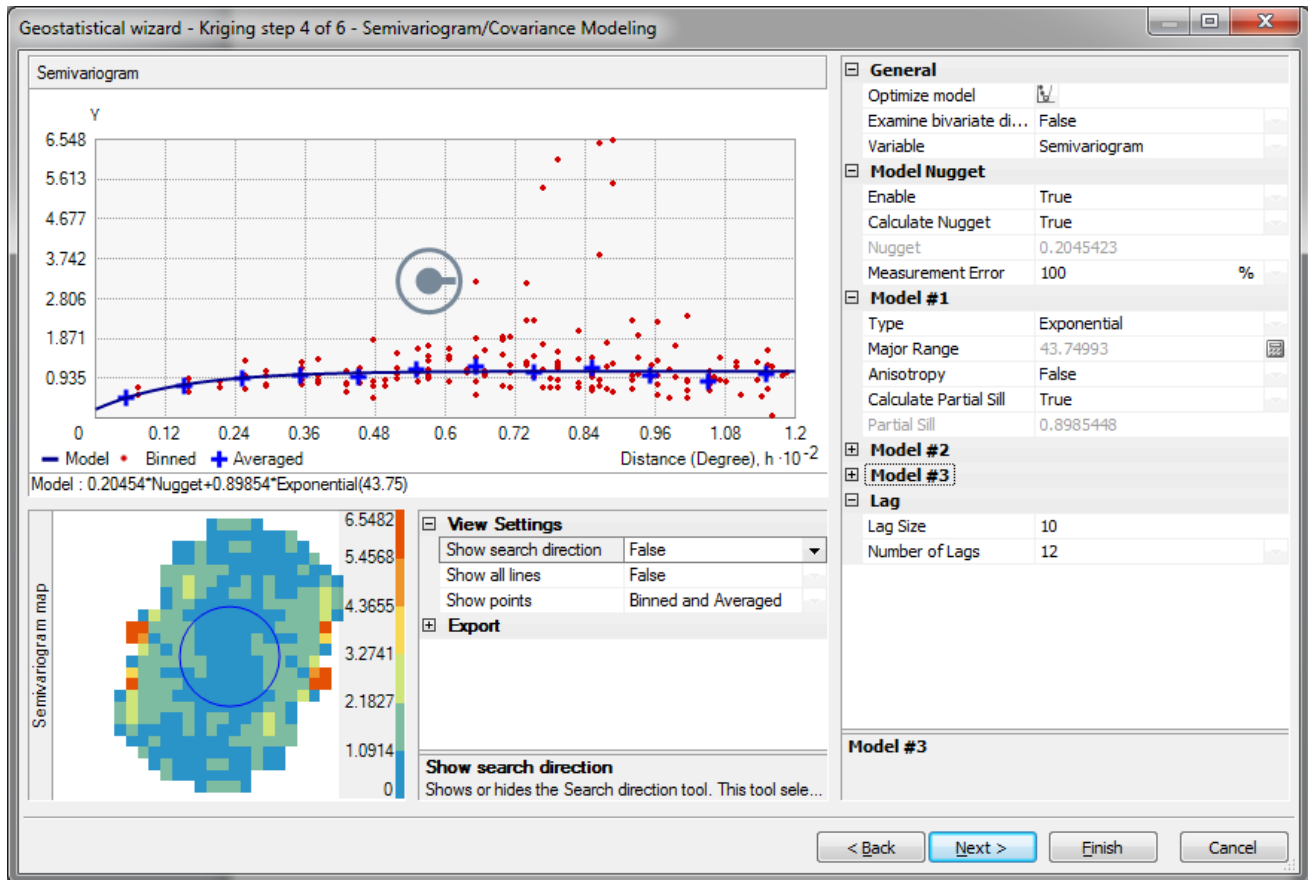 Geostatistical wizard - Kriging step 4 of 6 - Semivariogram/Covariance Modeling
Semivariogram
γ
6.548
5.613
4.677
3.742
2.806
1.871
0.935
0 0.12 0.24 0.36 0.48 0.6 0.72 0.84 0.96 1.08 1.2
Model Binned Averaged Distance (Degree), h ·10-2
Model : 0.20454*Nugget+0.89854*Exponential(43.75)
Semivariogram map
6.5482
5.4568
4.3655
3.2741
2.1827
1.0914
0
View Settings
Show search direction False
Show all lines False
Show points Binned and Averaged
Export
Show search direction
Shows or hides the Search direction tool. This tool sele...
General
Optimize model
Examine bivariate di... False
Variable Semivariogram
Model Nugget
Enable True
Calculate Nugget True
Nugget 0.2045423
Measurement Error 100 %
Model #1
Type Exponential
Major Range 43.74993
Anisotropy False
Calculate Partial Sill True
Partial Sill 0.8985448
Model #2
Model #3
Lag
Lag Size 10
Number of Lags 12
Model #3
< Back Next > Finish Cancel